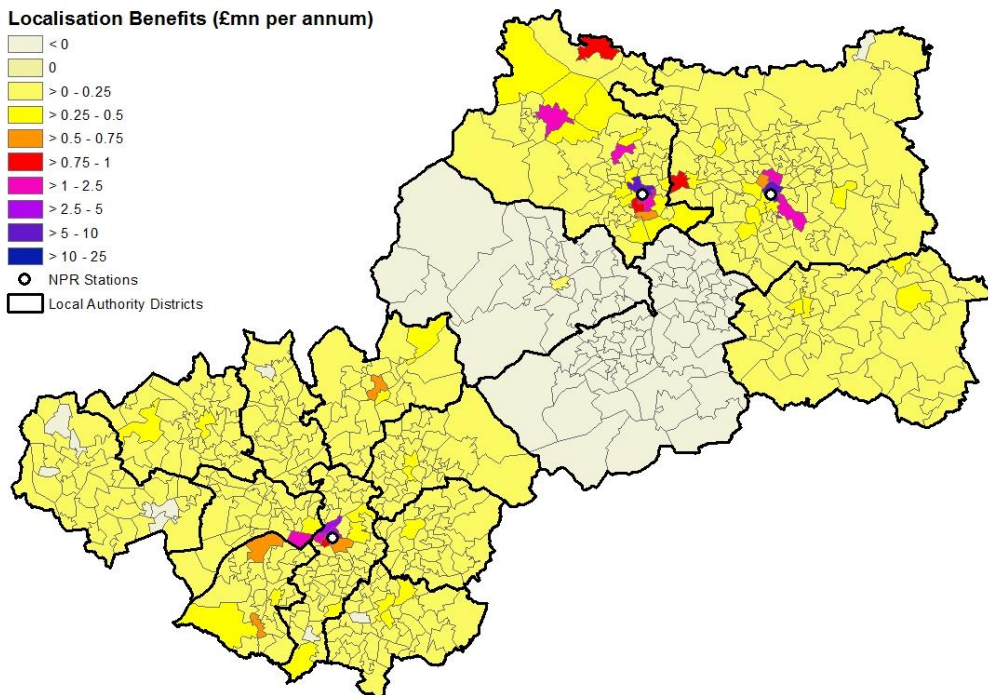 Localisation Benefits (£mn per annum)
< 0
0
> 0 - 0.25
> 0.25 - 0.5
> 0.5 - 0.75
> 0.75 - 1
> 1 - 2.5
> 2.5 - 5
> 5 - 10
> 10 - 25
NPR Stations
Local Authority Districts